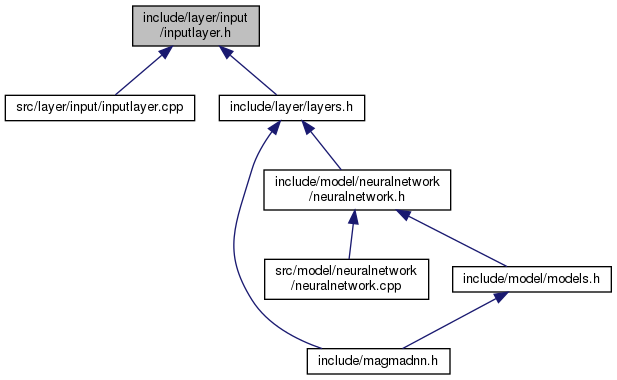 include/layer/input
/inputlayer.h
src/layer/input/inputlayer.cpp
include/layer/layers.h
include/model/neuralnetwork
/neuralnetwork.h
src/model/neuralnetwork
/neuralnetwork.cpp
include/model/models.h
include/magmadnn.h